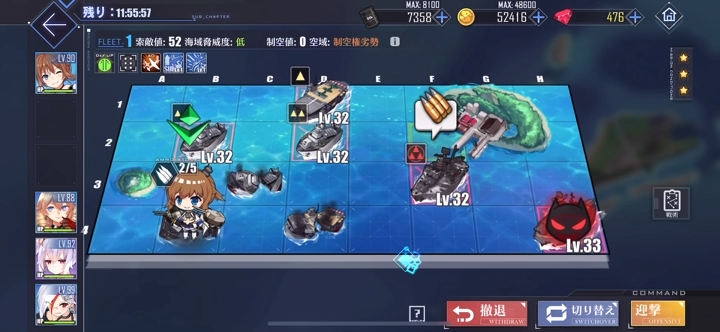 残り : 11:55:57
SUB_CHAPTER
MAX: 8100
7358
MAX: 48600
52416
476
FLEET_1 索敵値: 52 海域脅威度: 低 制空値: 0 空域: 制空権劣勢
LV.90
A B C D E F G H
1
Lv.32
2
Lv.32
Lv.32
3
2/5
Lv.32
LV.88
4
Lv.33
LV.92
LV.99
戦術
COMMAND
撤退
WITHDRAW
切り替え
SWITCHOVER
迎撃
OFFENSIVE